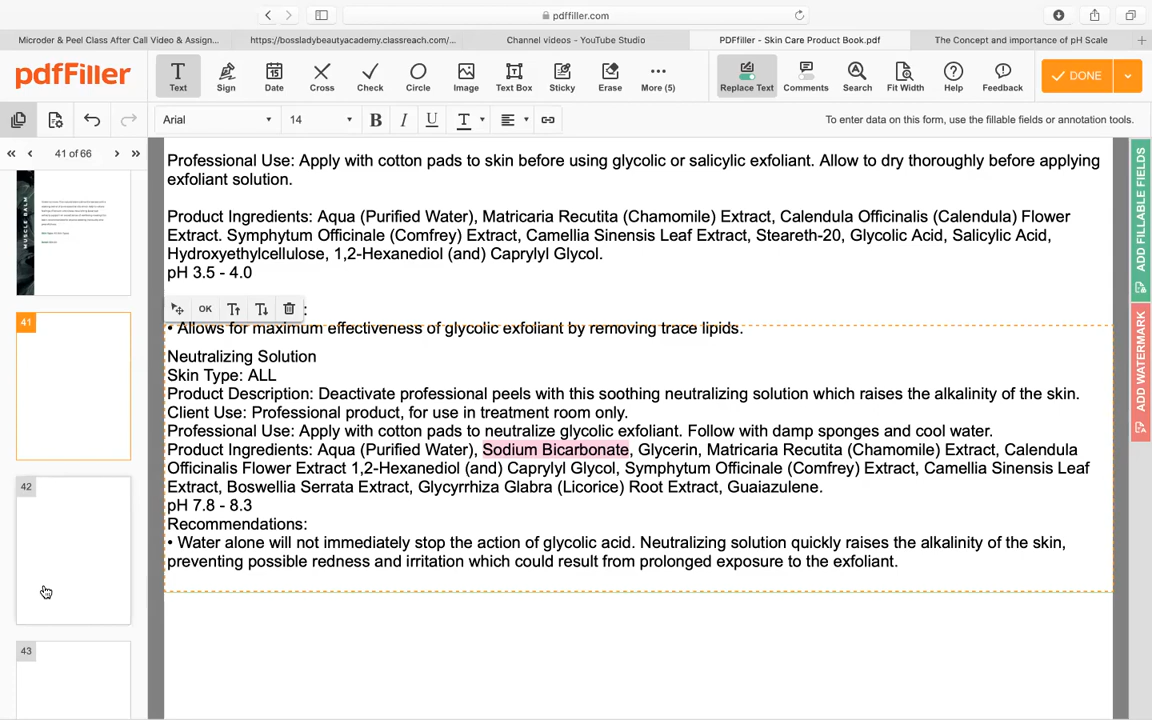 pdffiller.com
Microder & Peel Class After Call Video & Assign...
https://bossladybeautyacademy.classreach.com/...
Channel videos - YouTube Studio
PDFfiller - Skin Care Product Book.pdf
The Concept and importance of pH Scale
pdfFiller
Text
Sign
Date
Cross
Check
Circle
Image
Text Box
Sticky
Erase
More (5)
Replace Text
Comments
Search
Fit Width
Help
Feedback
DONE
Arial
14
B
I
U
T
To enter data on this form, use the fillable fields or annotation tools.
41 of 66
MUSCLE BALM
41
42
43
Professional Use: Apply with cotton pads to skin before using glycolic or salicylic exfoliant. Allow to dry thoroughly before applying
exfoliant solution.
Product Ingredients: Aqua (Purified Water), Matricaria Recutita (Chamomile) Extract, Calendula Officinalis (Calendula) Flower
Extract. Symphytum Officinale (Comfrey) Extract, Camellia Sinensis Leaf Extract, Steareth-20, Glycolic Acid, Salicylic Acid,
Hydroxyethylcellulose, 1,2-Hexanediol (and) Caprylyl Glycol.
pH 3.5 - 4.0
OK
:
• Allows for maximum effectiveness of glycolic exfoliant by removing trace lipids.
Neutralizing Solution
Skin Type: ALL
Product Description: Deactivate professional peels with this soothing neutralizing solution which raises the alkalinity of the skin.
Client Use: Professional product, for use in treatment room only.
Professional Use: Apply with cotton pads to neutralize glycolic exfoliant. Follow with damp sponges and cool water.
Product Ingredients: Aqua (Purified Water), Sodium Bicarbonate, Glycerin, Matricaria Recutita (Chamomile) Extract, Calendula
Officinalis Flower Extract 1,2-Hexanediol (and) Caprylyl Glycol, Symphytum Officinale (Comfrey) Extract, Camellia Sinensis Leaf
Extract, Boswellia Serrata Extract, Glycyrrhiza Glabra (Licorice) Root Extract, Guaiazulene.
pH 7.8 - 8.3
Recommendations:
• Water alone will not immediately stop the action of glycolic acid. Neutralizing solution quickly raises the alkalinity of the skin,
preventing possible redness and irritation which could result from prolonged exposure to the exfoliant.
ADD FILLABLE FIELDS
ADD WATERMARK